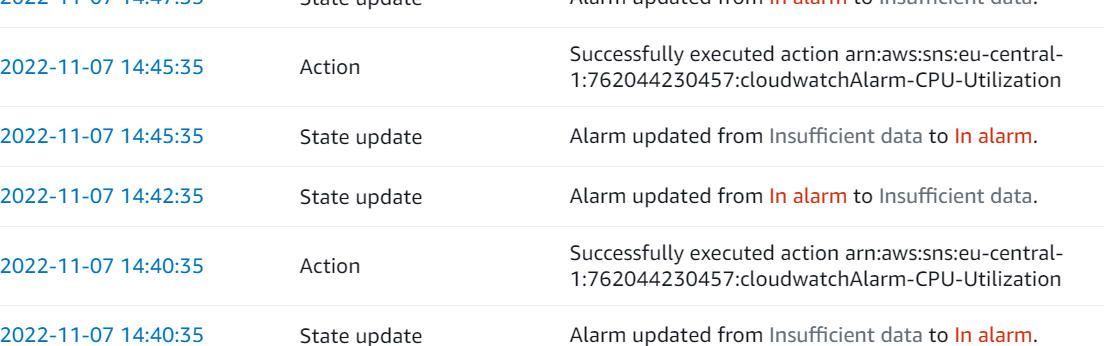 2022-11-07 14:47:35 State update Alarm updated from In alarm to Insufficient data.
2022-11-07 14:45:35 Action Successfully executed action arn:aws:sns:eu-central-
1:762044230457:cloudwatchAlarm-CPU-Utilization
2022-11-07 14:45:35 State update Alarm updated from Insufficient data to In alarm.
2022-11-07 14:42:35 State update Alarm updated from In alarm to Insufficient data.
2022-11-07 14:40:35 Action Successfully executed action arn:aws:sns:eu-central-
1:762044230457:cloudwatchAlarm-CPU-Utilization
2022-11-07 14:40:35 State update Alarm updated from Insufficient data to In alarm.